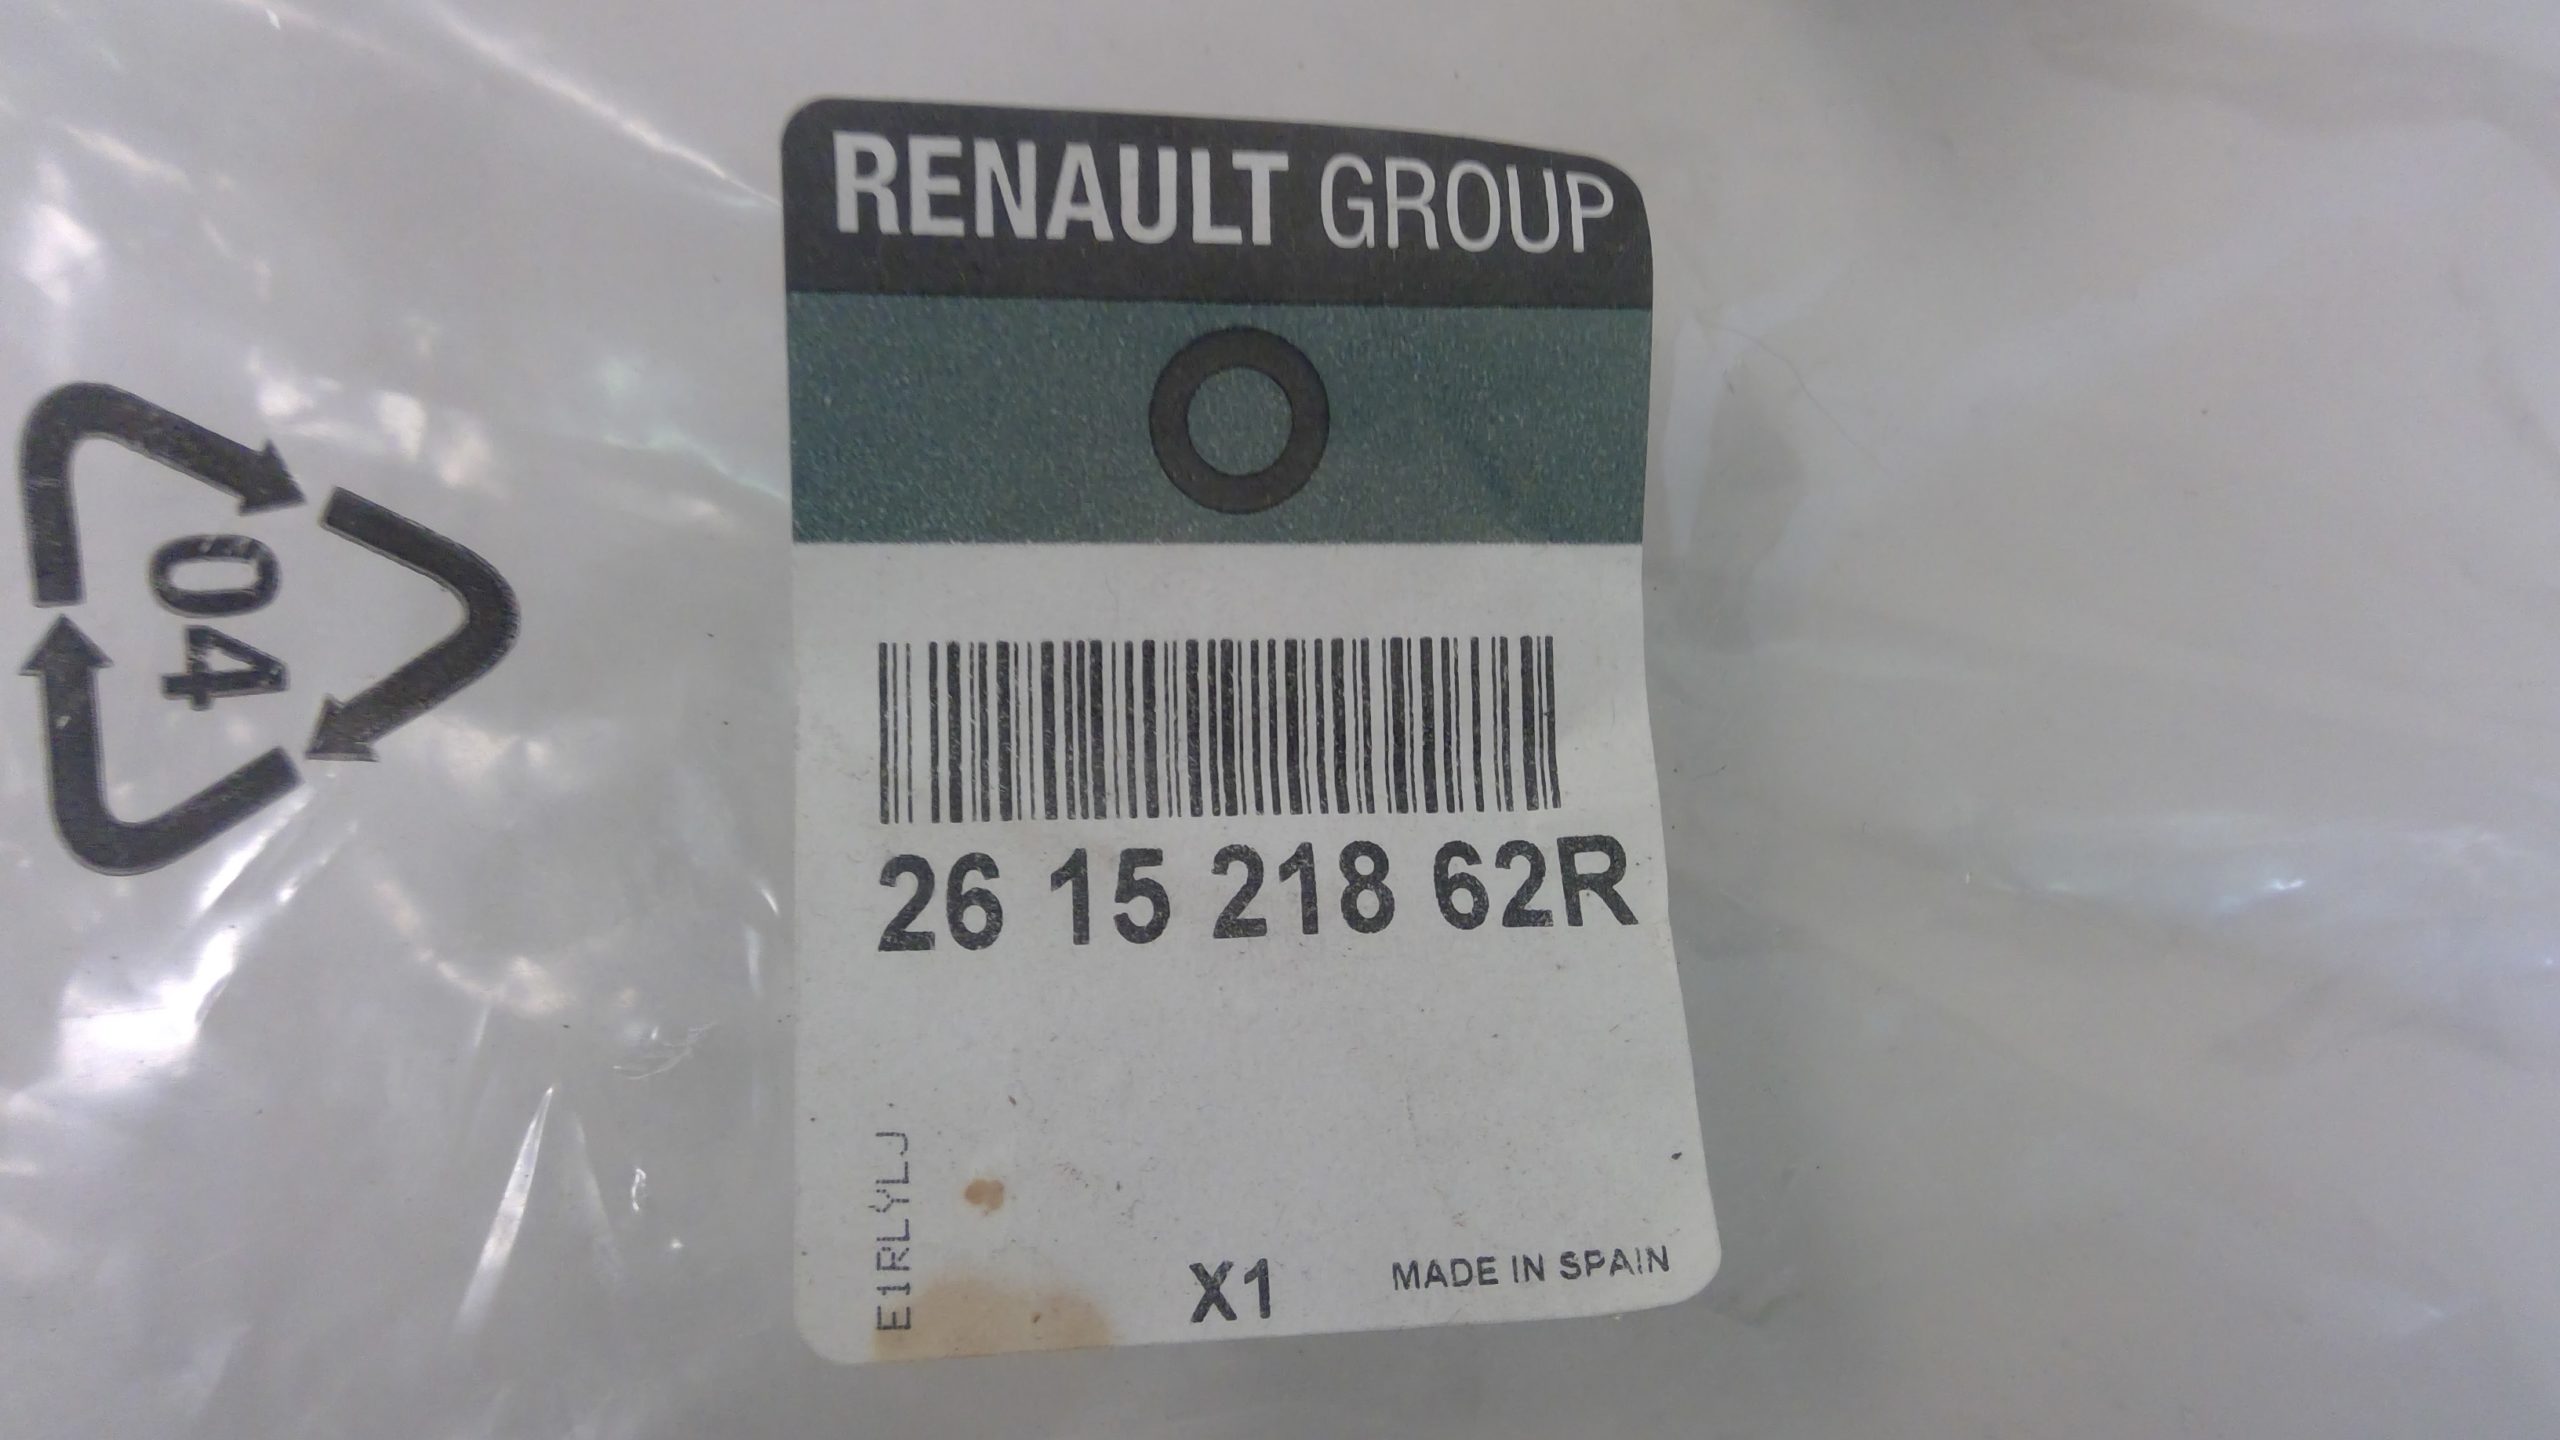 RENAULT GROUP
04
26 15 218 62R
E1RLYLJ
X1
MADE IN SPAIN